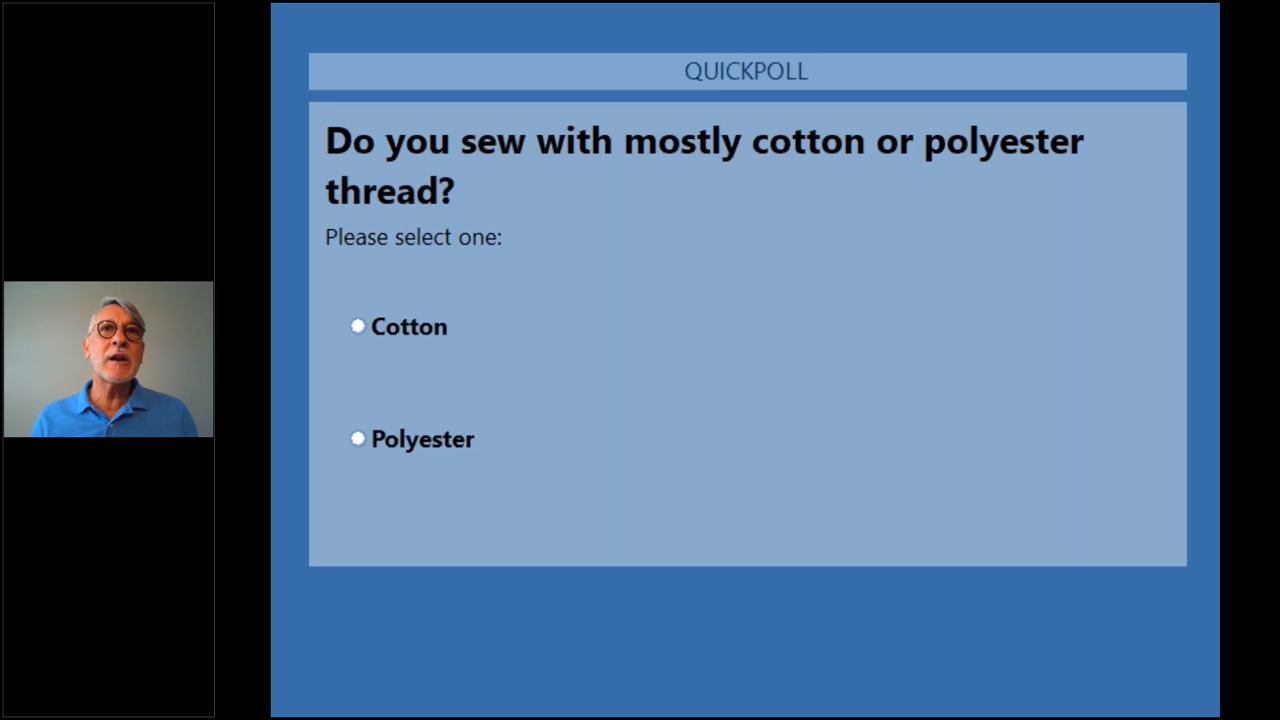 QUICKPOLL
Do you sew with mostly cotton or polyester
thread?
Please select one:
Cotton
Polyester